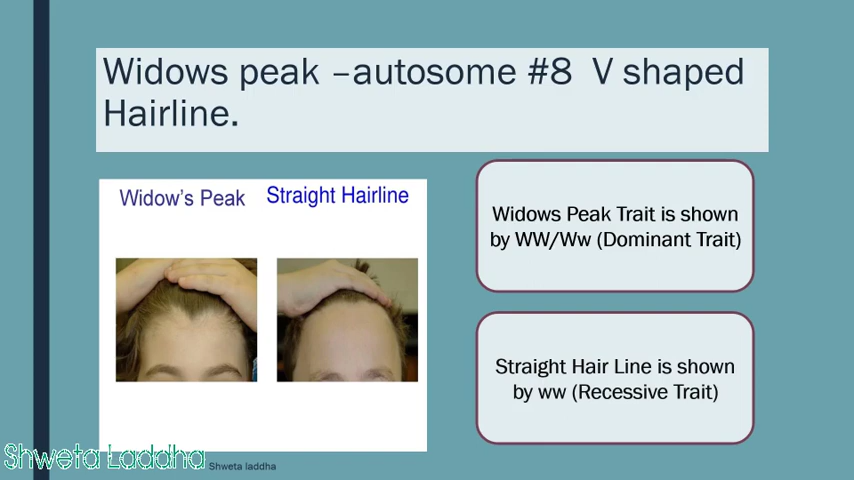 Widows peak –autosome #8 V shaped
Hairline.
Widow's Peak
Straight Hairline
Widows Peak Trait is shown
by WW/Ww (Dominant Trait)
Straight Hair Line is shown
by ww (Recessive Trait)
Shweta Laddha
Shweta laddha